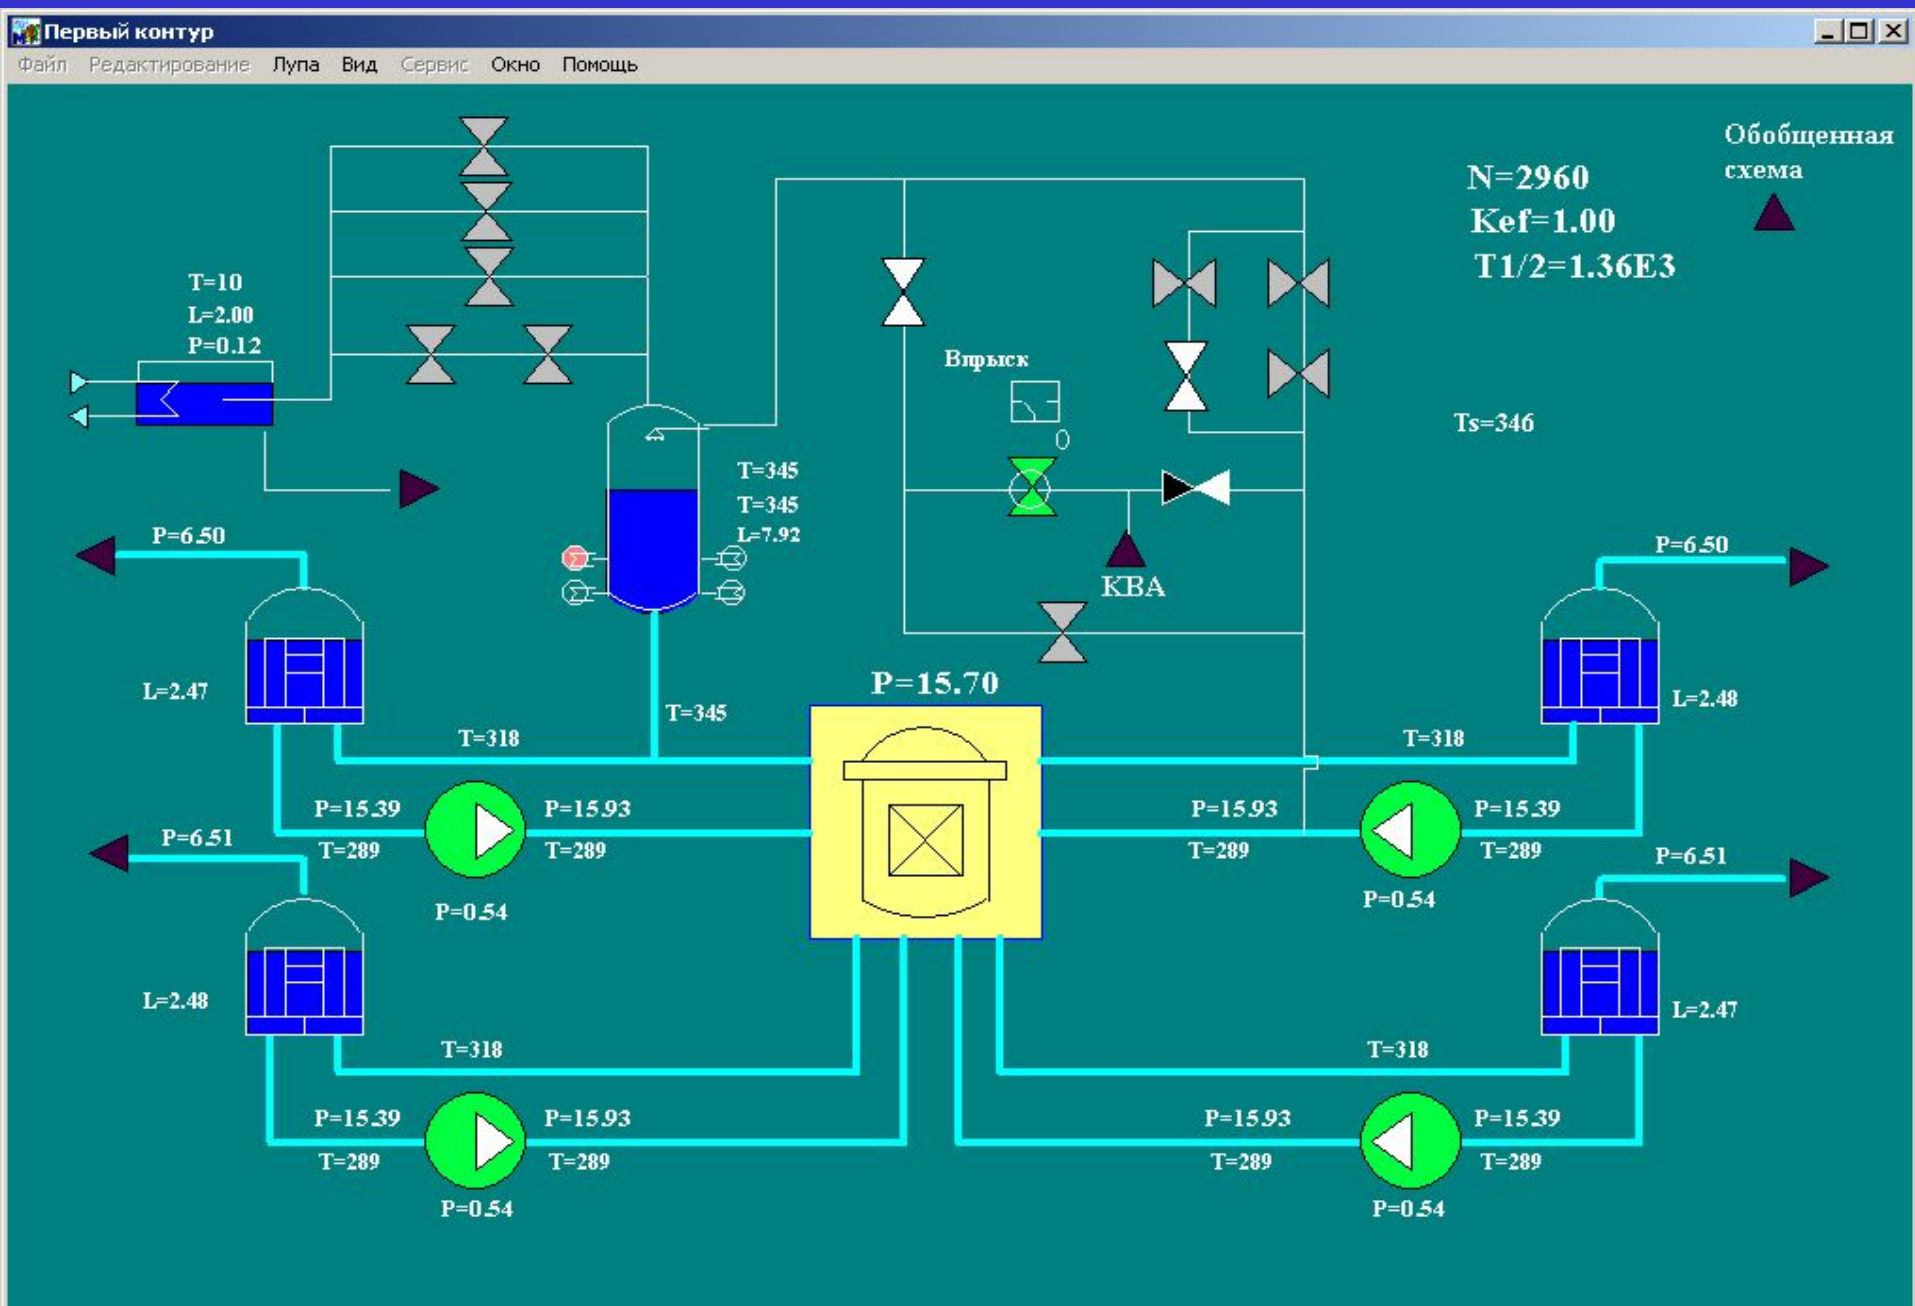 Первый контур
Файл Редактирование Лупа Вид Сервис Окно Помощь
Обобщенная
схема
N=2960
Kef=1.00
T1/2=1.36E3
T=10
L=2.00
P=0.12
Впрыск
0
Ts=346
T=345
T=345
L=7.92
P=6.50
P=6.50
КВА
L=2.47
P=15.70
L=2.48
T=345
T=318
T=318
P=15.39
P=15.93
P=15.93
P=15.39
P=6.51
T=289
T=289
T=289
T=289
P=6.51
P=0.54
P=0.54
L=2.48
L=2.47
T=318
T=318
P=15.39
P=15.93
P=15.93
P=15.39
T=289
T=289
T=289
T=289
P=0.54
P=0.54